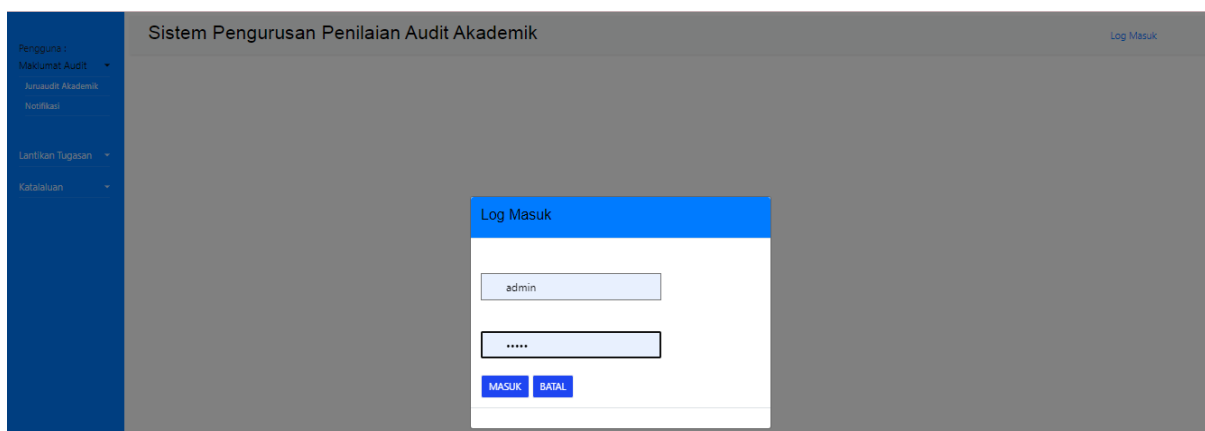 Sistem Pengurusan Penilaian Audit Akademik
Log Masuk
Pengguna :
Maklumat Audit
Juruaudit Akademik
Notifikasi
Lantikan Tugasan
Katalaluan
Log Masuk
admin
•••••
MASUK BATAL